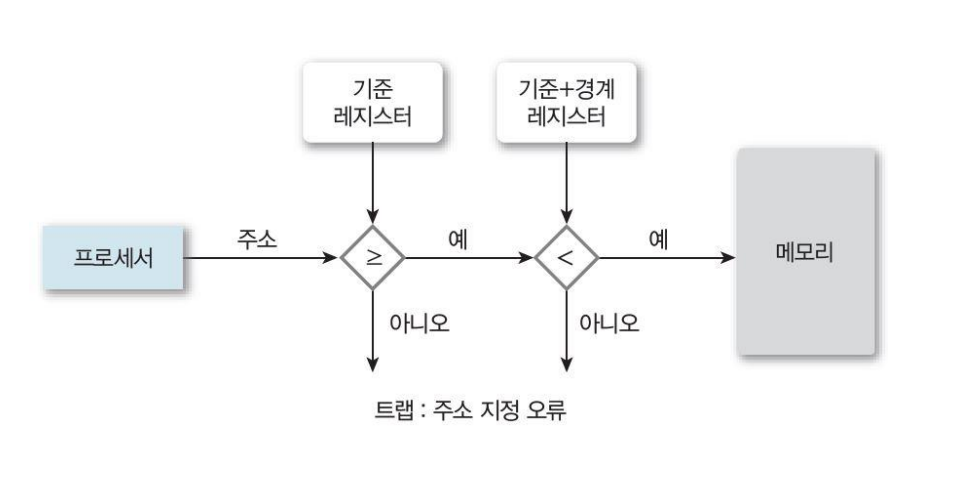 기준
레지스터
기준+경계
레지스터
프로세서
주소
≥
예
<
예
메모리
아니오
아니오
트랩 : 주소 지정 오류